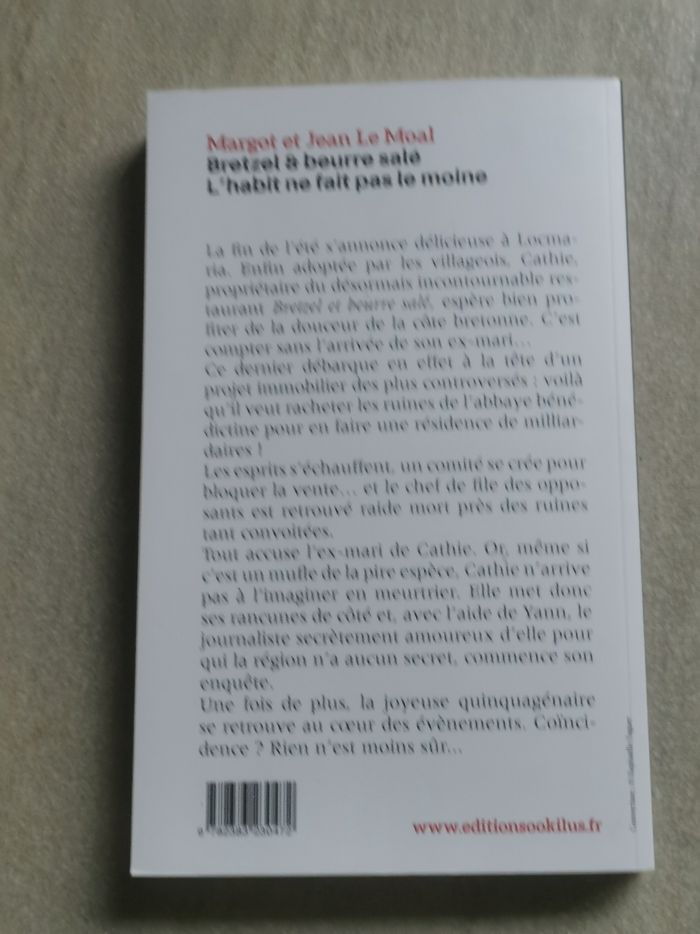 Margot et Jean Le Moal
Bretzel & beurre salé
L'habit ne fait pas le moine
La fin de l'été s'annonce délicieuse à Locma-
ria. Enfin adoptée par les villageois, Cathie,
propriétaire du désormais incontournable res-
taurant Bretzel et beurre salé, espère bien pro-
fiter de la douceur de la côte bretonne. C'est
compter sans l'arrivée de son ex-mari...
Ce dernier débarque en effet à la tête d'un
projet immobilier des plus controversés : voilà
qu'il veut racheter les ruines de l'abbaye béné-
dictine pour en faire une résidence de milliar-
daires !
Les esprits s'échauffent, un comité se crée pour
bloquer la vente... et le chef de file des oppo-
sants est retrouvé raide mort près des ruines
tant convoitées.
Tout accuse l'ex-mari de Cathie. Or, même si
c'est un mufle de la pire espèce, Cathie n'arrive
pas à l'imaginer en meurtrier. Elle met donc
ses rancunes de côté et, avec l'aide de Yann, le
journaliste secrètement amoureux d'elle pour
qui la région n'a aucun secret, commence son
enquête.
Une fois de plus, la joyeuse quinquagénaire
se retrouve au cœur des évènements. Coïnci-
dence ? Rien n'est moins sûr...
www.editionsookilus.fr